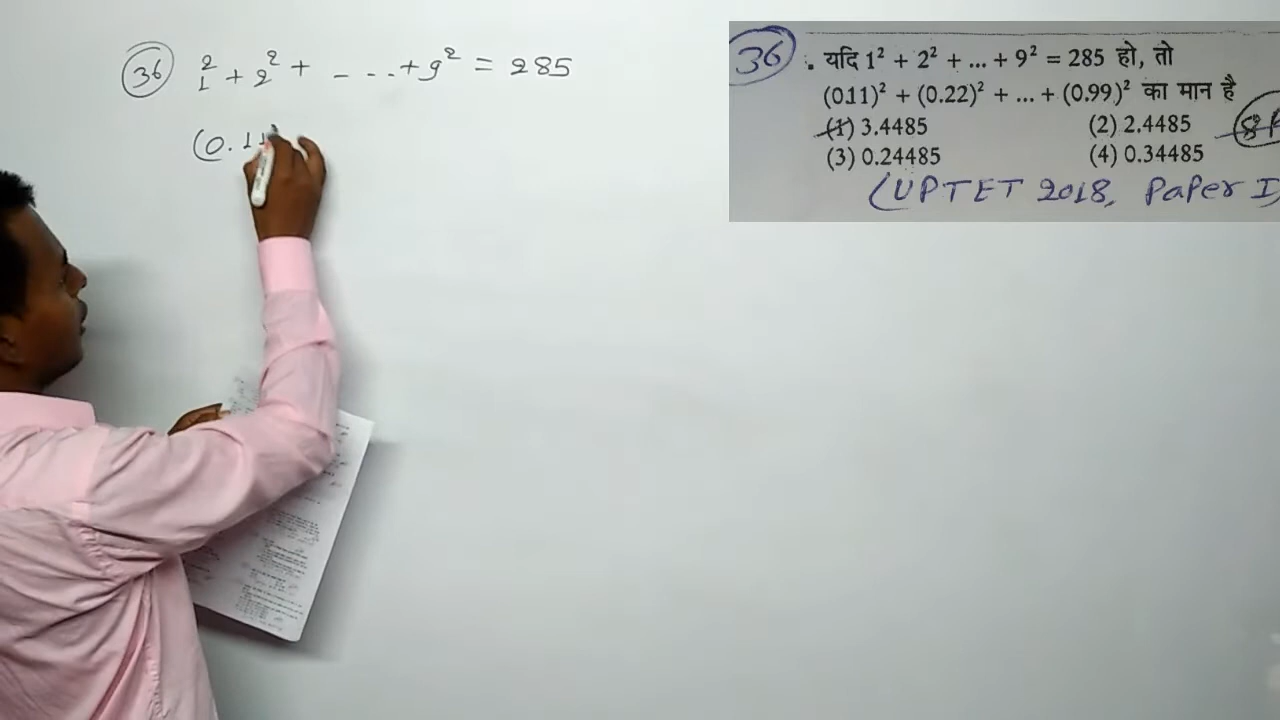 36 1² + 2² + - - - + 9² = 285
(0.11
36 . यदि 1² + 2² + ... + 9² = 285 हो, तो
(0.11)² + (0.22)² + ... + (0.99)² का मान है
(1) 3.4485 (2) 2.4485
(3) 0.24485 (4) 0.34485
(UPTET 2018, Paper I)